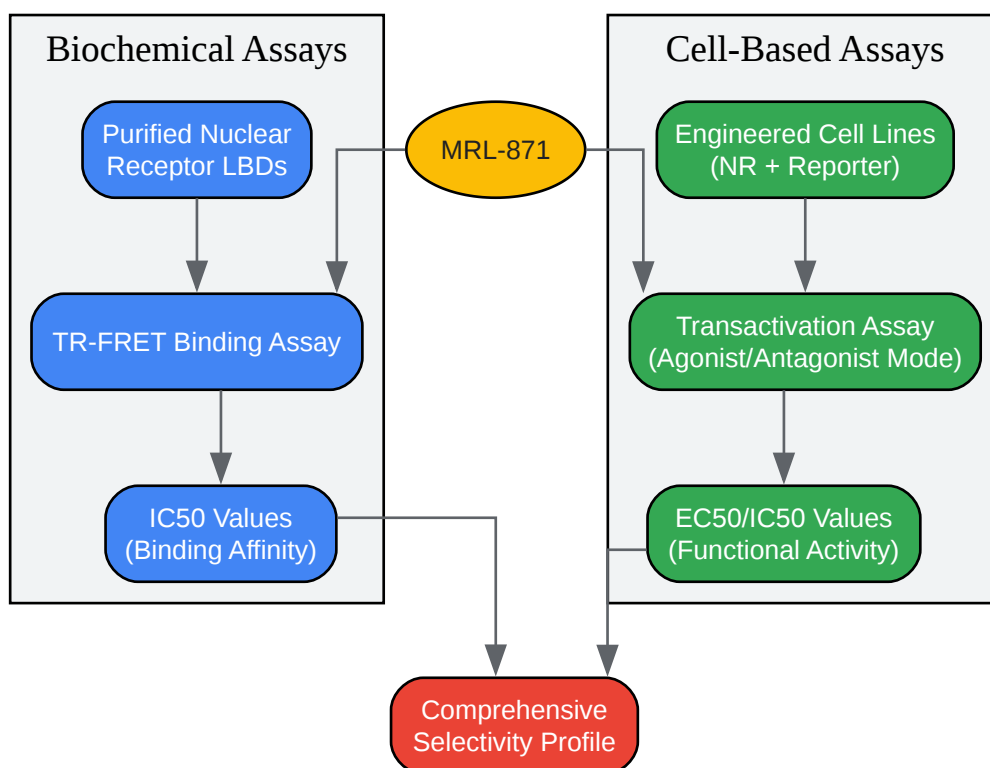 Biochemical Assays
Cell-Based Assays
Purified Nuclear
Receptor LBDs
MRL-871
Engineered Cell Lines
(NR + Reporter)
TR-FRET Binding Assay
Transactivation Assay
(Agonist/Antagonist Mode)
IC50 Values
(Binding Affinity)
EC50/IC50 Values
(Functional Activity)
Comprehensive
Selectivity Profile